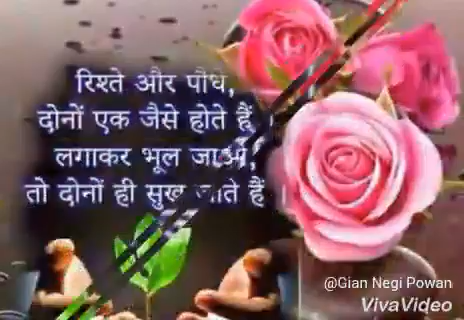 रिश्ते और पौध,
दोनों एक जैसे होते हैं ।
लगाकर भूल जाओ,
तो दोनों ही सुख जाते हैं ।
@Gian Negi Powan
VivaVideo